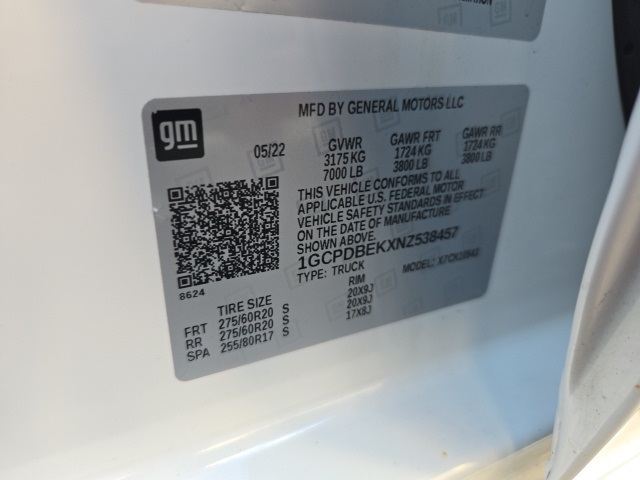 gm
MFD BY GENERAL MOTORS LLC
05/22 GVWR GAWR FRT GAWR RR
3175 KG 1724 KG 1724 KG
7000 LB 3800 LB 3800 LB
THIS VEHICLE CONFORMS TO ALL
APPLICABLE U.S. FEDERAL MOTOR
VEHICLE SAFETY STANDARDS IN EFFECT
ON THE DATE OF MANUFACTURE
SHOWN ABOVE.
1GCPDBEKXNZ538457
TYPE: TRUCK MODEL:
8624
TIRE SIZE RIM
FRT 275/60R20 S 20X9J
RR 275/60R20 S 20X9J
SPA 255/80R17 S 17X8J